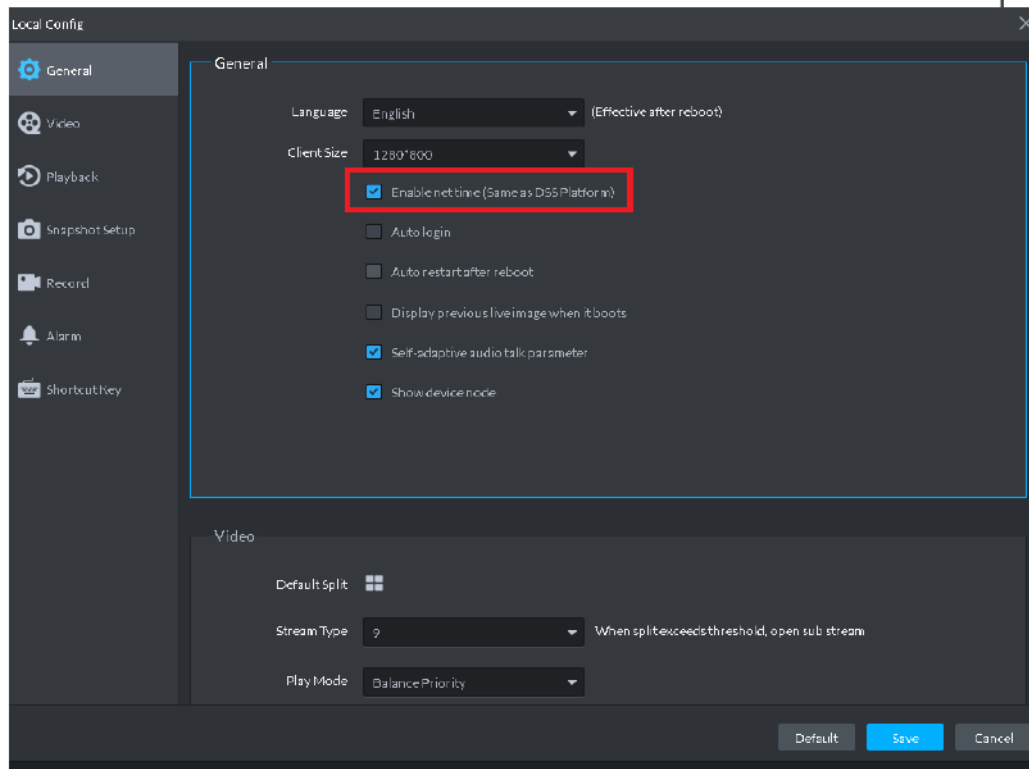 Local Config
General
Video
Playback
Snapshot Setup
Record
Alarm
Shortcut Key
General
Language English (Effective after reboot)
Client Size 1280*800
Enable net time (Same as DSS Platform)
Auto login
Auto restart after reboot
Display previous live image when it boots
Self-adaptive audio talk parameter
Show device node
Video
Default Split
Stream Type 9 When split exceeds threshold, open sub stream
Play Mode Balance Priority
Default Save Cancel